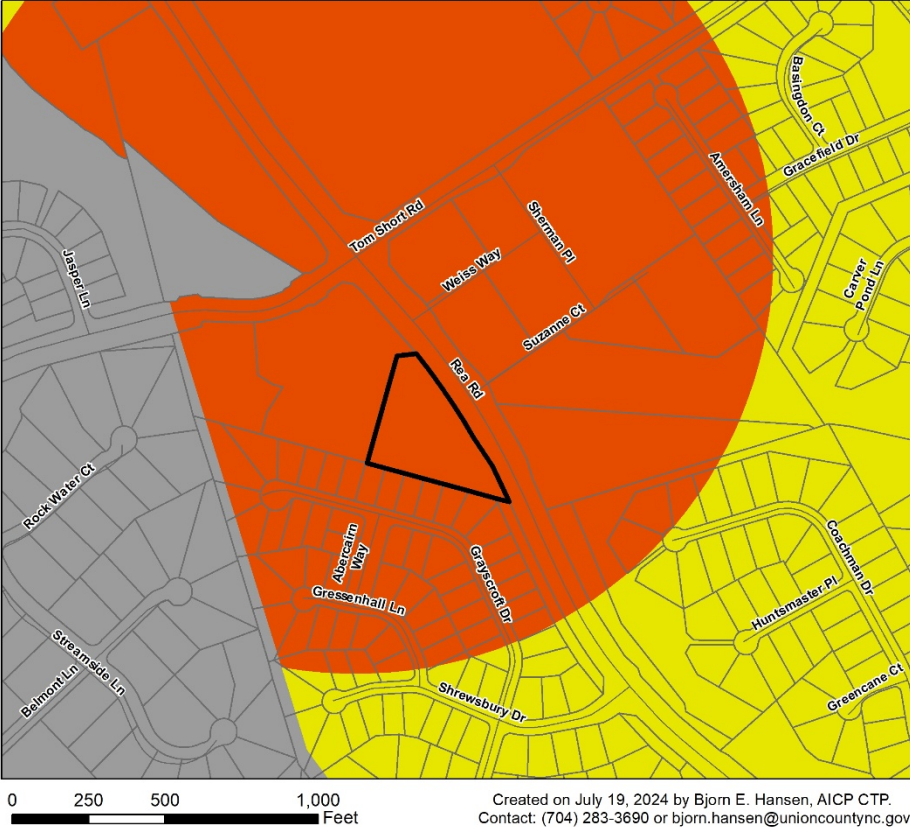 Basingdon Ct
Gracefield Dr
Amersham Ln
Tom Short Rd
Sherman Pl
Weiss Way
Jasper Ln
Carver
Pond Ln
Suzanne Ct
Rea Rd
Rock Water Ct
Abercairn
Way
Grayscroft Dr
Coachman Dr
Gressenhall Ln
Huntsmaster Pl
Streamside Ln
Belmont Ln
Shrewsbury Dr
Greencane Ct
0 250 500 1,000
Feet
Created on July 19, 2024 by Bjorn E. Hansen, AICP CTP.
Contact: (704) 283-3690 or bjorn.hansen@unioncountync.gov